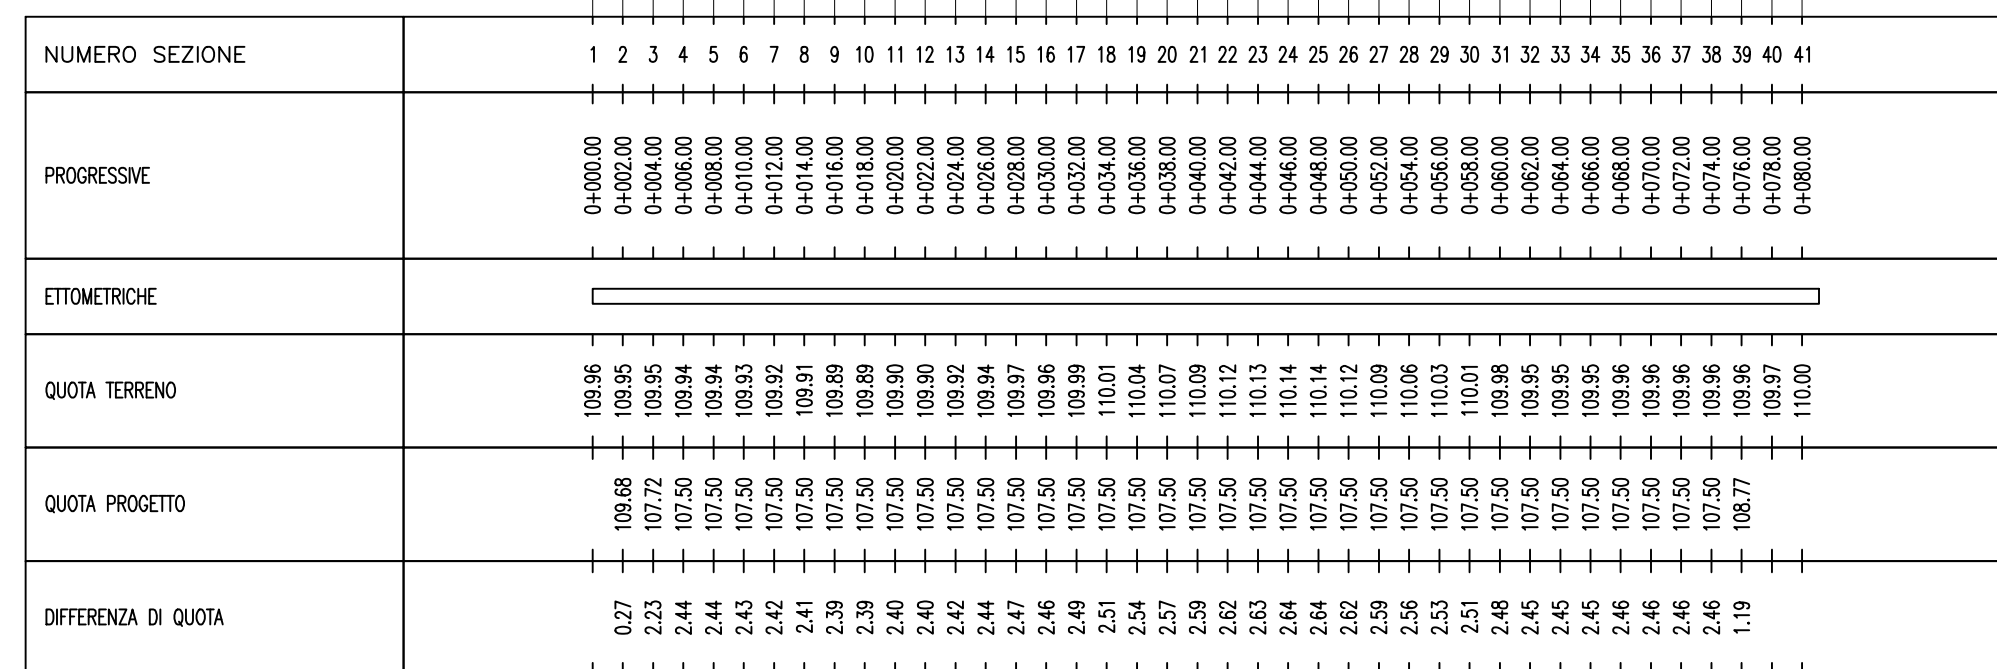 NUMERO SEZIONE 1 2 3 4 5 6 7 8 9 10 11 12 13 14 15 16 17 18 19 20 21 22 23 24 25 26 27 28 29 30 31 32 33 34 35 36 37 38 39 40 41
PROGRESSIVE 0+000.00 0+002.00 0+004.00 0+006.00 0+008.00 0+010.00 0+012.00 0+014.00 0+016.00 0+018.00 0+020.00 0+022.00 0+024.00 0+026.00 0+028.00 0+030.00 0+032.00 0+034.00 0+036.00 0+038.00 0+040.00 0+042.00 0+044.00 0+046.00 0+048.00 0+050.00 0+052.00 0+054.00 0+056.00 0+058.00 0+060.00 0+062.00 0+064.00 0+066.00 0+068.00 0+070.00 0+072.00 0+074.00 0+076.00 0+078.00 0+080.00
ETTOMETRICHE
QUOTA TERRENO 109.96 109.95 109.95 109.94 109.94 109.93 109.92 109.91 109.89 109.89 109.90 109.90 109.92 109.94 109.97 109.96 109.99 110.01 110.04 110.07 110.09 110.12 110.13 110.14 110.14 110.12 110.09 110.06 110.03 110.01 109.98 109.95 109.95 109.95 109.96 109.96 109.96 109.96 109.96 109.97 110.00
QUOTA PROGETTO 109.68 107.72 107.50 107.50 107.50 107.50 107.50 107.50 107.50 107.50 107.50 107.50 107.50 107.50 107.50 107.50 107.50 107.50 107.50 107.50 107.50 107.50 107.50 107.50 107.50 107.50 107.50 107.50 107.50 107.50 107.50 107.50 107.50 107.50 107.50 107.50 107.50 108.77
DIFFERENZA DI QUOTA 0.27 2.23 2.44 2.44 2.43 2.42 2.41 2.39 2.39 2.40 2.40 2.42 2.44 2.47 2.46 2.49 2.51 2.54 2.57 2.59 2.62 2.63 2.64 2.64 2.62 2.59 2.56 2.53 2.51 2.48 2.45 2.45 2.45 2.46 2.46 2.46 2.46 1.19